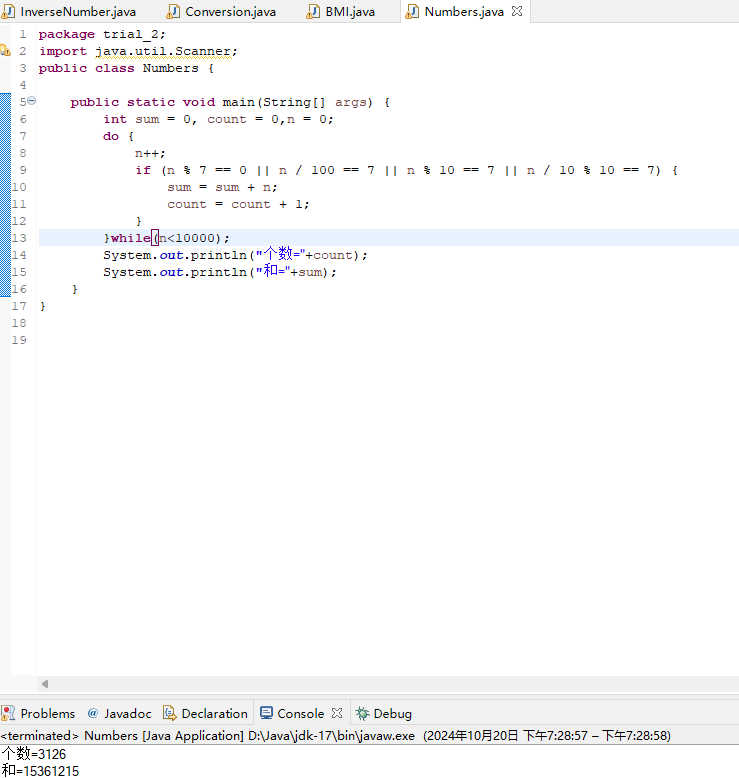 InverseNumber.java Conversion.java BMI.java Numbers.java
1 package trial_2;
2 import java.util.Scanner;
3 public class Numbers {
4
5 public static void main(String[] args) {
6 int sum = 0, count = 0,n = 0;
7 do {
8 n++;
9 if (n % 7 == 0 || n / 100 == 7 || n % 10 == 7 || n / 10 % 10 == 7) {
10 sum = sum + n;
11 count = count + 1;
12 }
13 }while(n<10000);
14 System.out.println("个数="+count);
15 System.out.println("和="+sum);
16 }
17 }
18
19
Problems @ Javadoc Declaration Console Debug
<terminated> Numbers [Java Application] D:\Java\jdk-17\bin\javaw.exe (2024年10月20日 下午7:28:57 – 下午7:28:58)
个数=3126
和=15361215